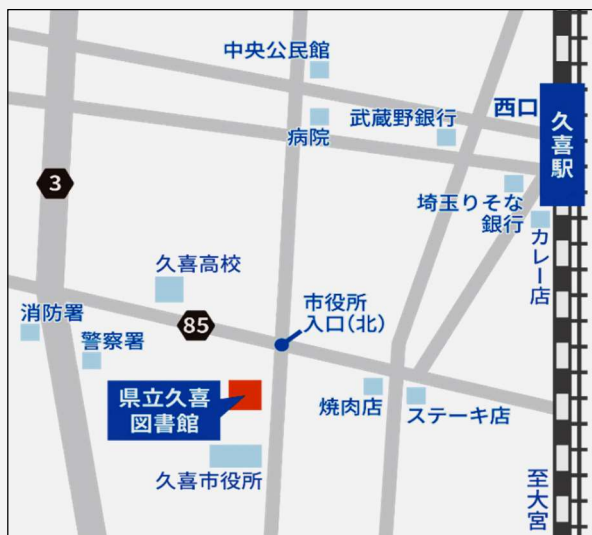 中央公民館
西口
久喜駅
病院
武蔵野銀行
3
埼玉りそな
銀行
カレー店
久喜高校
消防署
85
市役所
入口(北)
警察署
県立久喜
図書館
焼肉店
ステーキ店
久喜市役所
至大宮